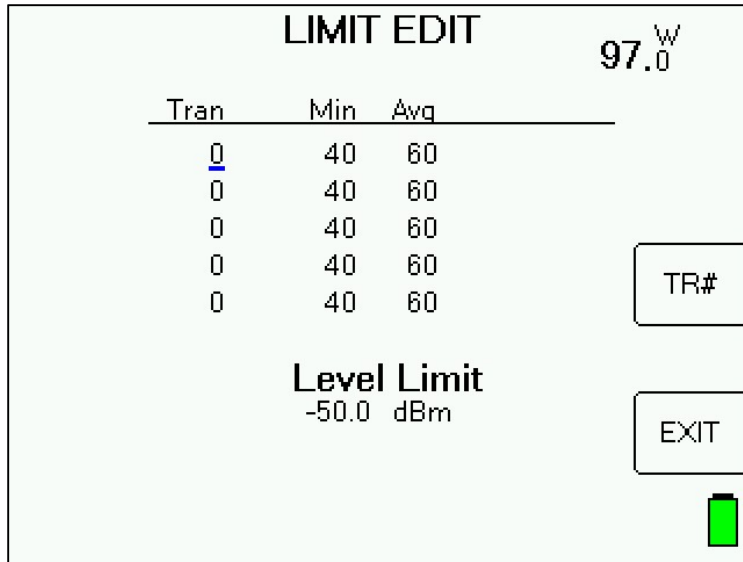 LIMIT EDIT
97.0 W
Tran Min Avg
0 40 60
0 40 60
0 40 60
0 40 60
0 40 60
TR#
Level Limit
-50.0 dBm
EXIT